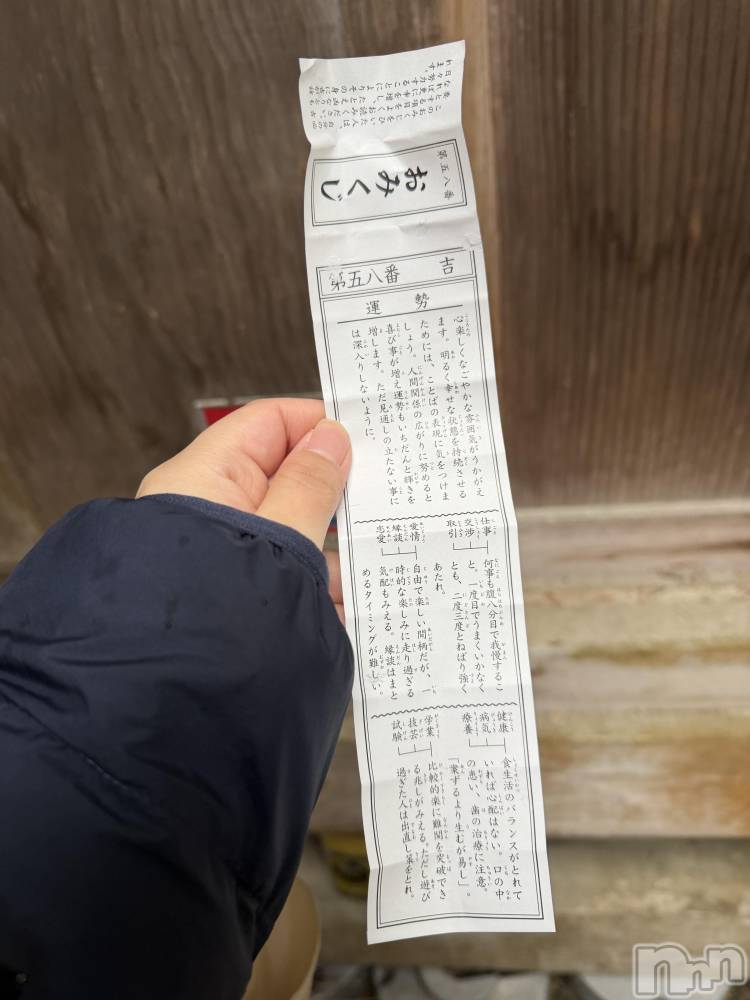 第五八番
おみくじ
第五八番 吉
運勢
心楽しくなごやかな雰囲気がうかがえ
ます。明るく幸せな状態を持続させる
ためには、ことばの表現に気をつけま
しょう。人間関係の広がりに努めると
喜び事が増え運勢もいちだんと輝きを
増します。ただ見通しの立たない事に
は深入りしないように。
仕事
交渉
取引
何事も腹八分目で我慢するこ
と。一度目でうまくいかなく
とも、二度三度とねばり強く
あたれ。
愛情
縁談
恋愛
自由で楽しい間柄だが、一
時的な楽しみに走り過ぎる
気配もみえる。縁談はまと
めるタイミングが難しい。
健康
病気
療養
食生活のバランスがとれて
いれば心配はない。口の中
の患い、歯の治療に注意。
「案ずるより生むが易し」。
学業
技芸
試験
比較的楽に難関を突破でき
る兆しがみえる。ただし遊び
過ぎた人は出直し策をとれ。
nnn